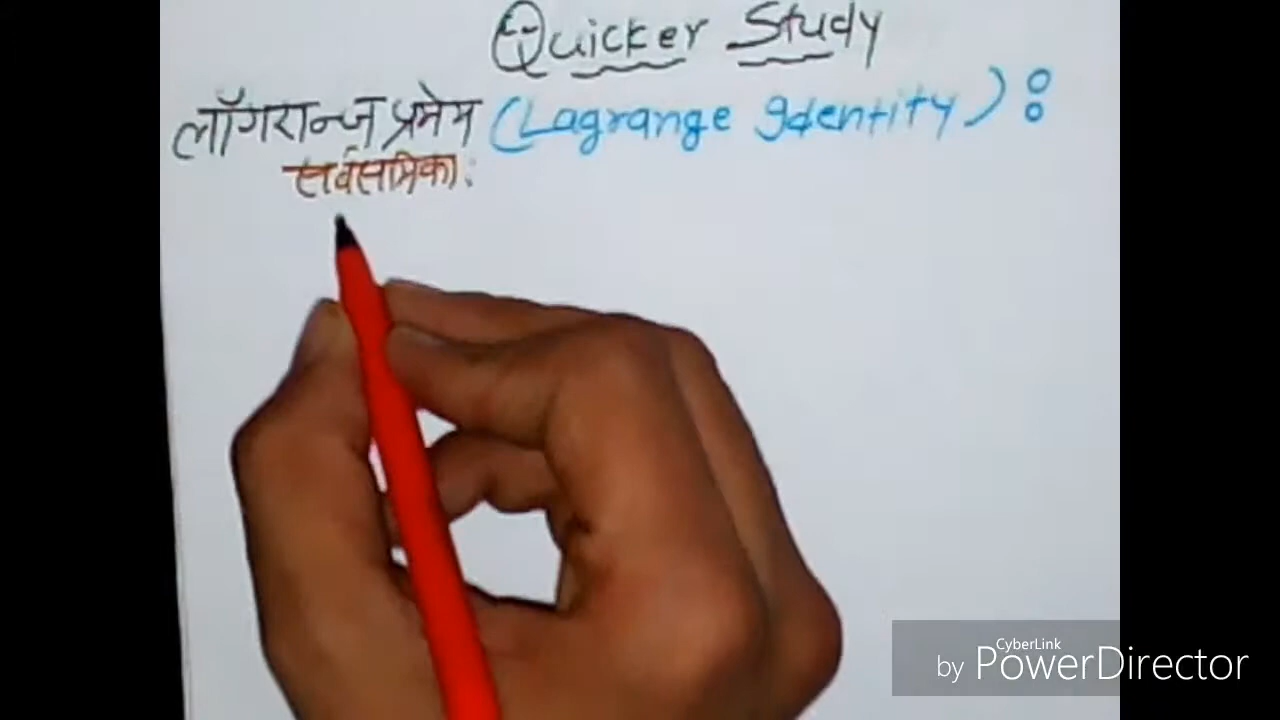 Quicker Study
लॉगरान्ज प्रमेय (Lagrange Identity) :
सर्वसमिका:
CyberLink
by PowerDirector